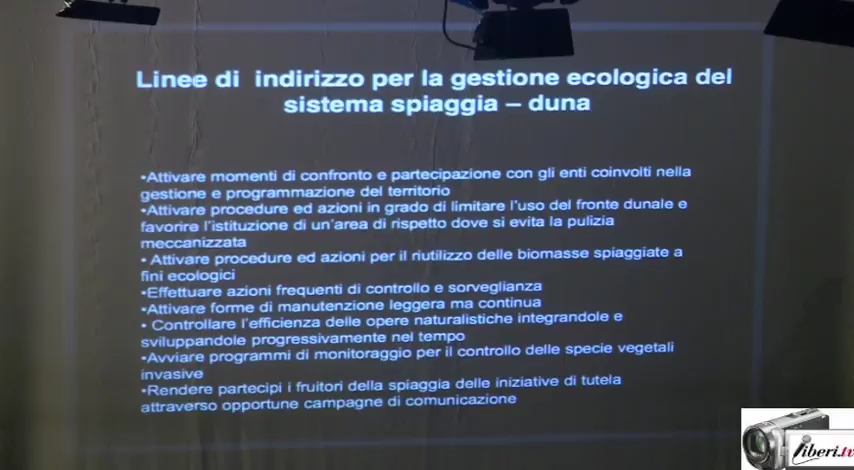 Linee di indirizzo per la gestione ecologica del
sistema spiaggia – duna
•Attivare momenti di confronto e partecipazione con gli enti coinvolti nella
gestione e programmazione del territorio
•Attivare procedure ed azioni in grado di limitare l'uso del fronte dunale e
favorire l'istituzione di un'area di rispetto dove si evita la pulizia
meccanizzata
• Attivare procedure ed azioni per il riutilizzo delle biomasse spiaggiate a
fini ecologici
•Effettuare azioni frequenti di controllo e sorveglianza
•Attivare forme di manutenzione leggera ma continua
• Controllare l'efficienza delle opere naturalistiche integrandole e
sviluppandole progressivamente nel tempo
•Avviare programmi di monitoraggio per il controllo delle specie vegetali
invasive
•Rendere partecipi i fruitori della spiaggia delle iniziative di tutela
attraverso opportune campagne di comunicazione
liberi.tv